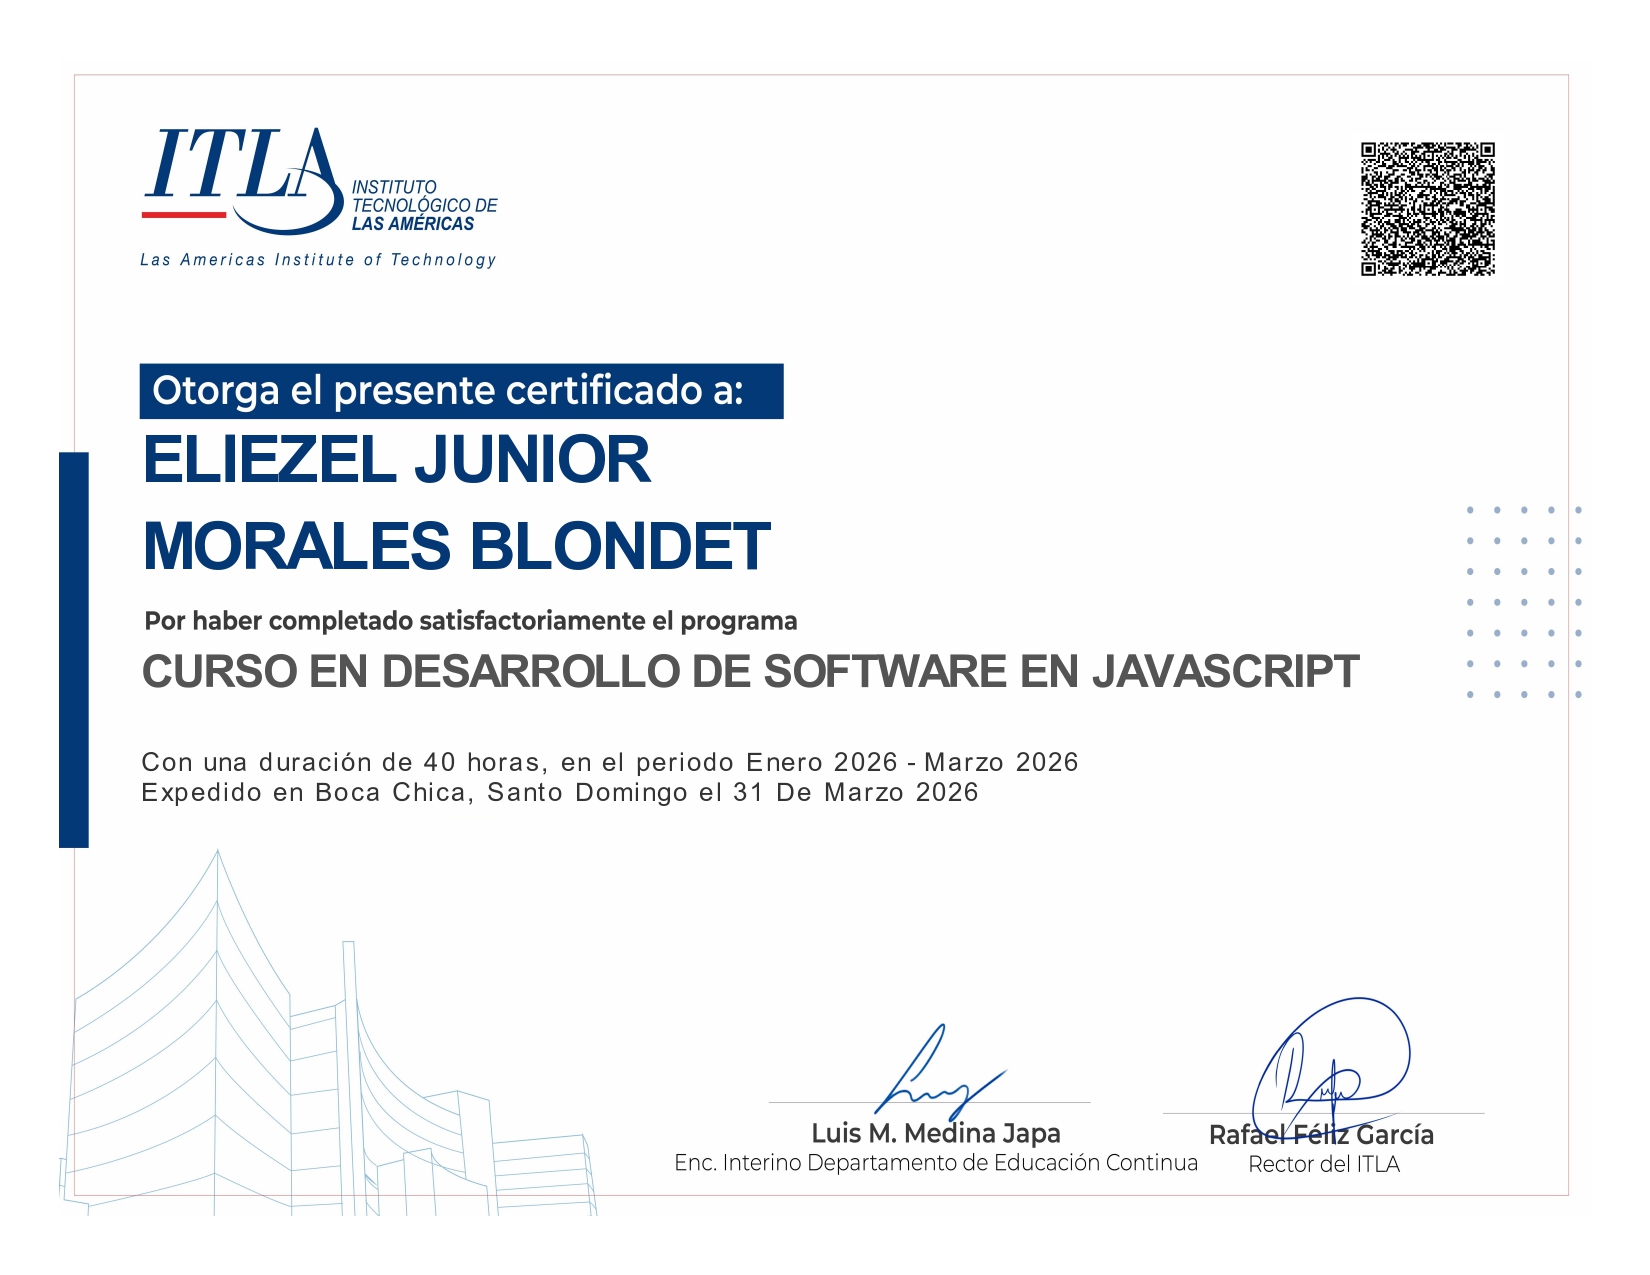 ITLA
INSTITUTO
TECNOLÓGICO DE
LAS AMÉRICAS
Las Americas Institute of Technology
Otorga el presente certificado a:
ELIEZEL JUNIOR
MORALES BLONDET
Por haber completado satisfactoriamente el programa
CURSO EN DESARROLLO DE SOFTWARE EN JAVASCRIPT
Con una duración de 40 horas, en el periodo Enero 2026 - Marzo 2026
Expedido en Boca Chica, Santo Domingo el 31 De Marzo 2026
Luis M. Medina Japa
Enc. Interino Departamento de Educación Continua
Rafael Féliz García
Rector del ITLA